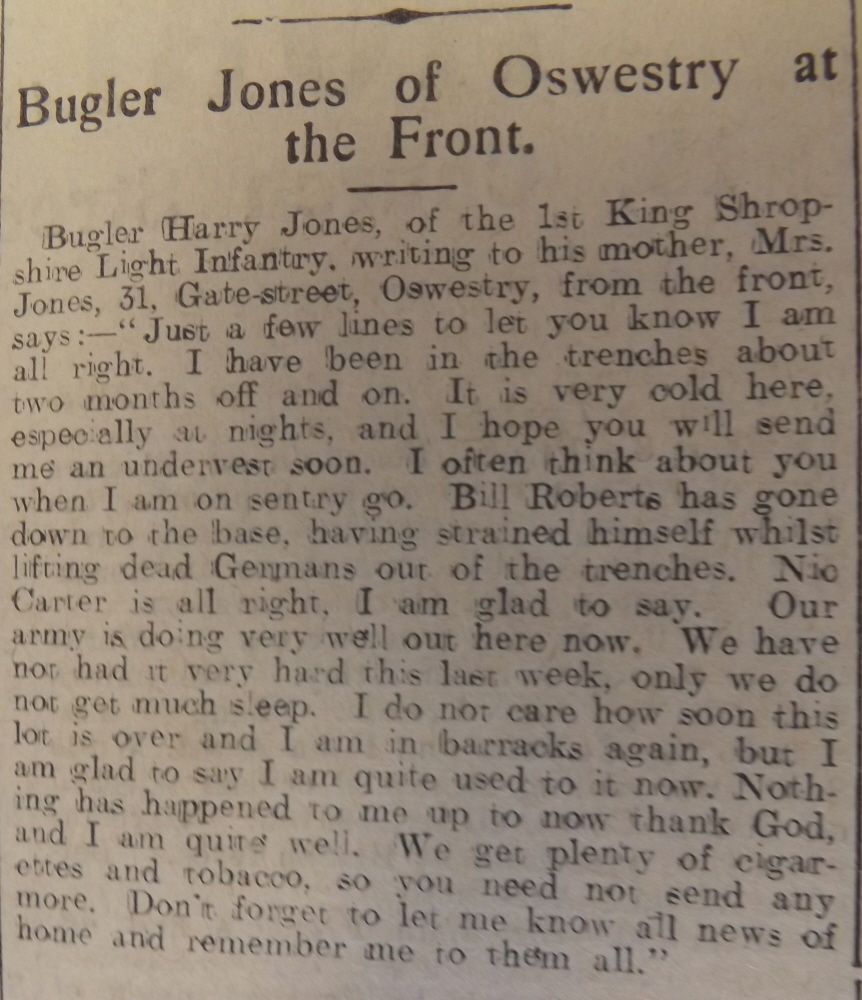 Bugler Jones of Oswestry at
the Front.
Bugler Harry Jones, of the 1st King Shrop-
shire Light Infantry, writing to his mother, Mrs.
Jones, 31, Gate-street, Oswestry, from the front,
says:—"Just a few lines to let you know I am
all right. I have been in the trenches about
two months off and on. It is very cold here,
especially at nights, and I hope you will send
me an undervest soon. I often think about you
when I am on sentry go. Bill Roberts has gone
down to the base, having strained himself whilst
lifting dead Germans out of the trenches. Nic
Carter is all right, I am glad to say. Our
army is doing very well out here now. We have
not had it very hard this last week, only we do
not get much sleep. I do not care how soon this
lot is over and I am in barracks again, but I
am glad to say I am quite used to it now. Noth-
ing has happened to me up to now thank God,
and I am quite well. We get plenty of cigar-
ettes and tobacco, so you need not send any
more. Don't forget to let me know all news of
home and remember me to them all."